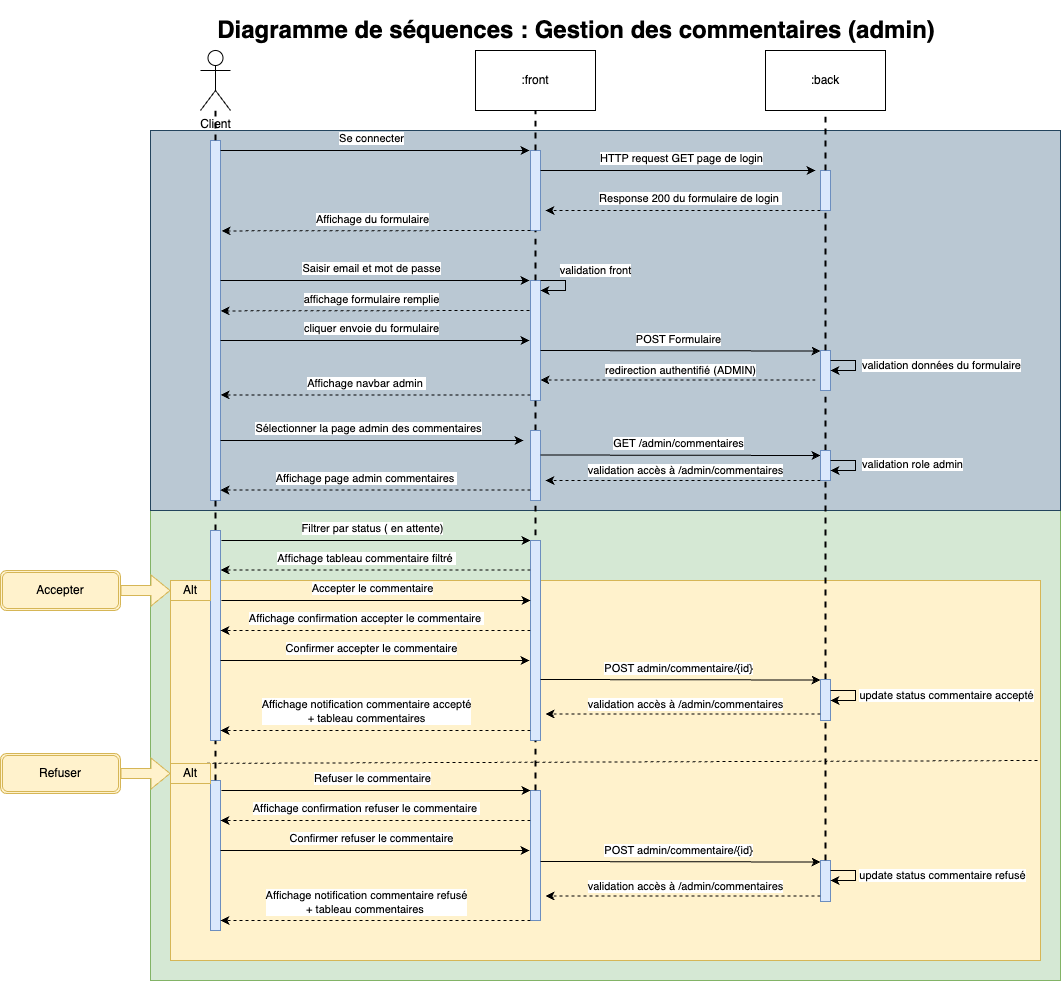 Diagramme de séquences : Gestion des commentaires (admin)
:front
:back
Client
Se connecter
HTTP request GET page de login
Response 200 du formulaire de login
Affichage du formulaire
Saisir email et mot de passe
validation front
affichage formulaire remplie
cliquer envoie du formulaire
POST Formulaire
validation données du formulaire
redirection authentifié (ADMIN)
Affichage navbar admin
Sélectionner la page admin des commentaires
GET /admin/commentaires
validation role admin
validation accès à /admin/commentaires
Affichage page admin commentaires
Filtrer par status ( en attente)
Affichage tableau commentaire filtré
Accepter
Alt
Accepter le commentaire
Affichage confirmation accepter le commentaire
Confirmer accepter le commentaire
POST admin/commentaire/{id}
update status commentaire accepté
validation accès à /admin/commentaires
Affichage notification commentaire accepté
+ tableau commentaires
Refuser
Alt
Refuser le commentaire
Affichage confirmation refuser le commentaire
Confirmer refuser le commentaire
POST admin/commentaire/{id}
update status commentaire refusé
validation accès à /admin/commentaires
Affichage notification commentaire refusé
+ tableau commentaires